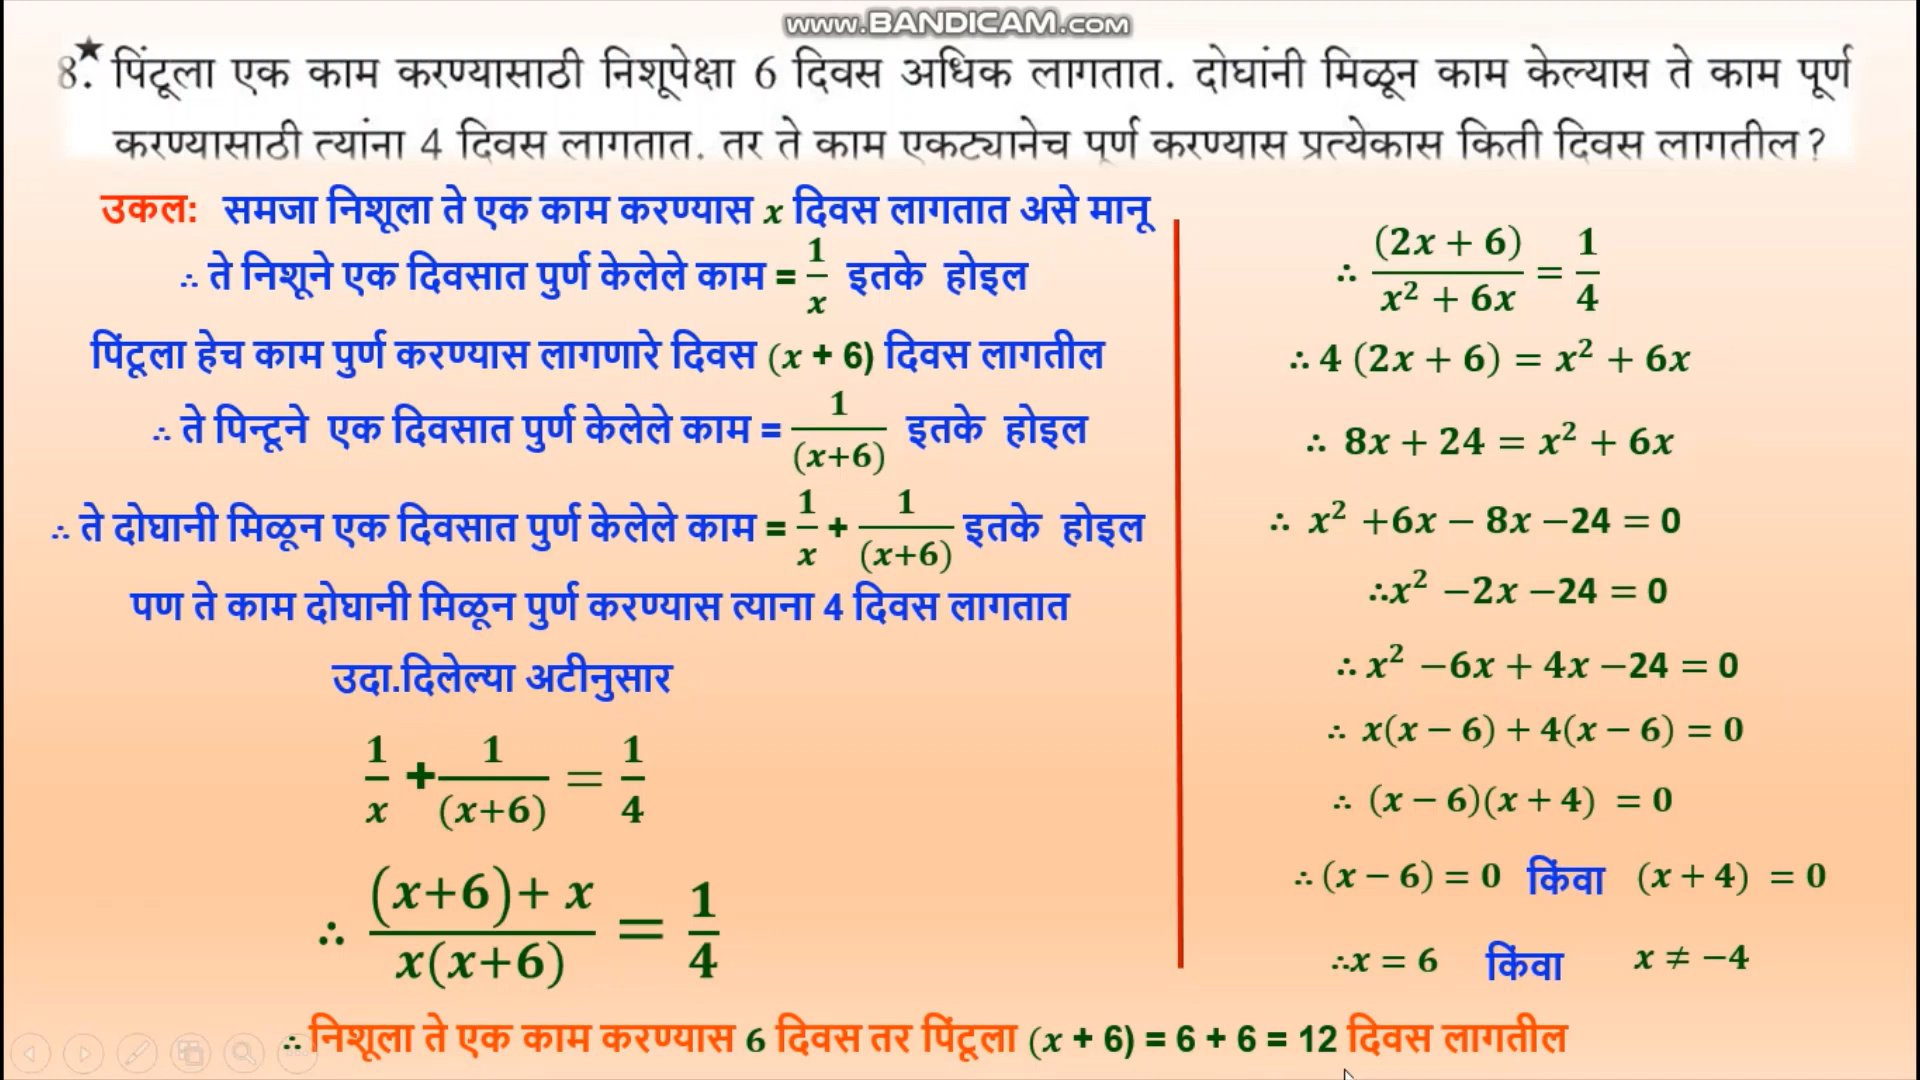 www.BANDICAM.com
8.★ पिंटूला एक काम करण्यासाठी निशूपेक्षा 6 दिवस अधिक लागतात. दोघांनी मिळून काम केल्यास ते काम पूर्ण
करण्यासाठी त्यांना 4 दिवस लागतात. तर ते काम एकट्यानेच पूर्ण करण्यास प्रत्येकास किती दिवस लागतील?
उकल: समजा निशूला ते एक काम करण्यास x दिवस लागतात असे मानू
∴ ते निशूने एक दिवसात पुर्ण केलेले काम = 1/x इतके होइल
पिंटूला हेच काम पुर्ण करण्यास लागणारे दिवस (x + 6) दिवस लागतील
∴ ते पिन्टूने एक दिवसात पुर्ण केलेले काम = 1/(x+6) इतके होइल
∴ ते दोघानी मिळून एक दिवसात पुर्ण केलेले काम = 1/x + 1/(x+6) इतके होइल
पण ते काम दोघानी मिळून पुर्ण करण्यास त्याना 4 दिवस लागतात
उदा.दिलेल्या अटीनुसार
1/x + 1/(x+6) = 1/4
∴ ((x+6)+ x)/(x(x+6)) = 1/4
∴ (2x + 6)/(x² + 6x) = 1/4
∴ 4 (2x + 6) = x² + 6x
∴ 8x + 24 = x² + 6x
∴ x² +6x − 8x −24 = 0
∴x² −2x −24 = 0
∴x² −6x + 4x −24 = 0
∴ x(x − 6) + 4(x − 6) = 0
∴ (x − 6)(x + 4) = 0
∴ (x − 6) = 0 किंवा (x + 4) = 0
∴x = 6 किंवा x ≠ −4
∴ निशूला ते एक काम करण्यास 6 दिवस तर पिंटूला (x + 6) = 6 + 6 = 12 दिवस लागतील